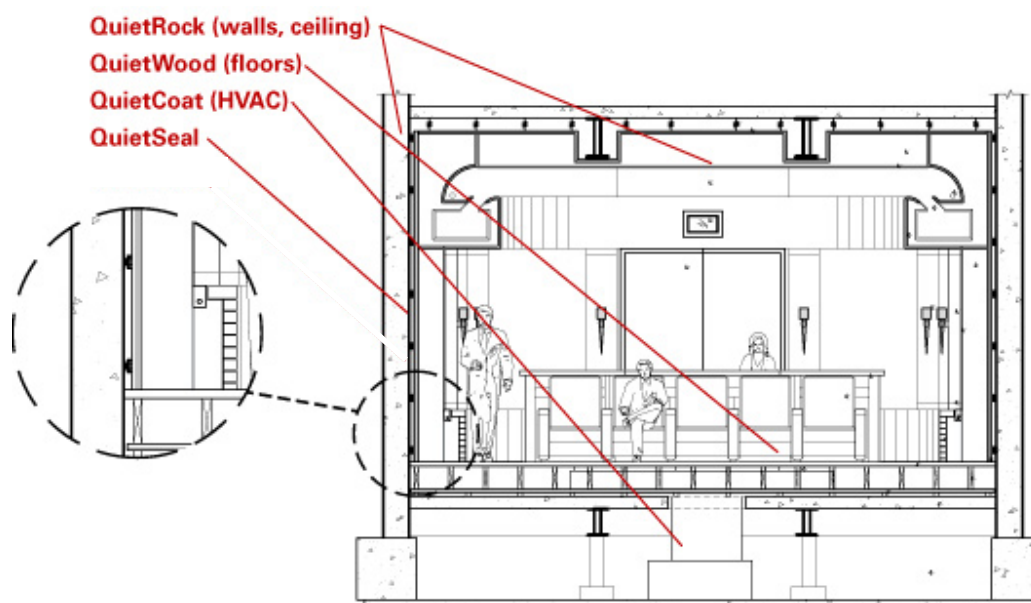 QuietRock (walls, ceiling)
QuietWood (floors)
QuietCoat (HVAC)
QuietSeal